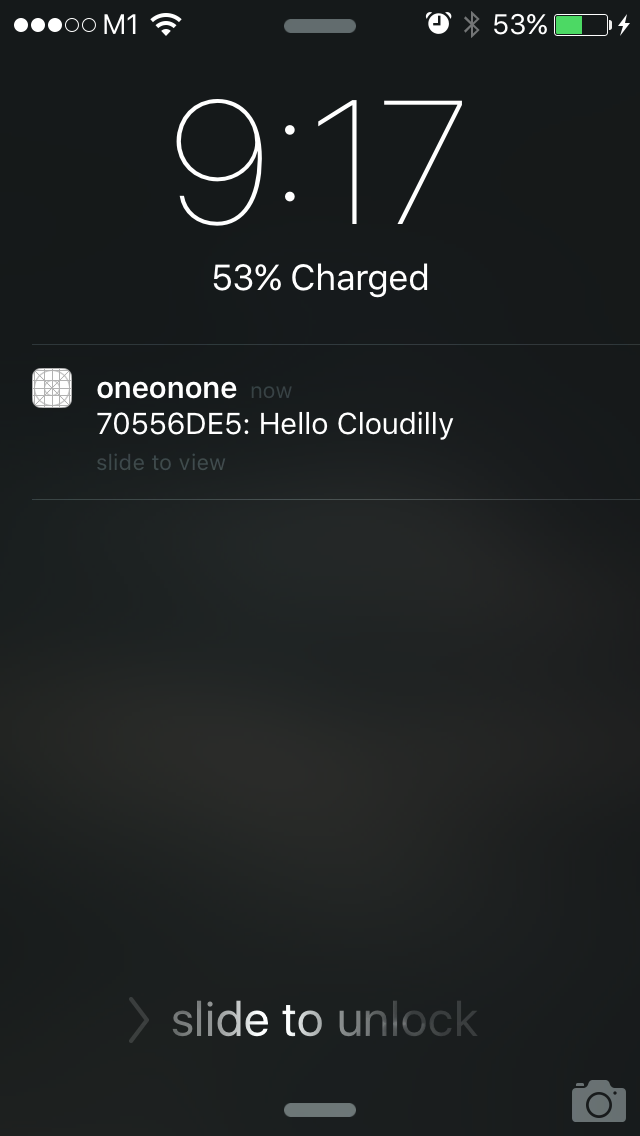 M1 53%
9:17
53% Charged
oneonone now
70556DE5: Hello Cloudilly
slide to view
slide to unlock